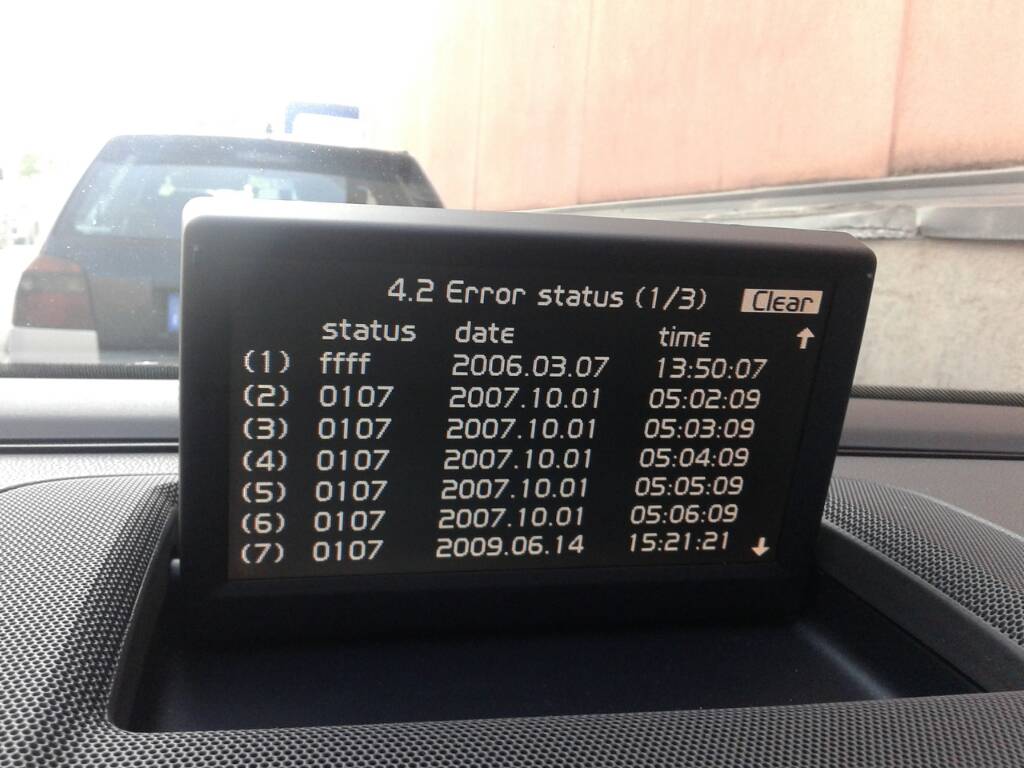 4.2 Error status (1/3) Clear
status date time
(1) ffff 2006.03.07 13:50:07
(2) 0107 2007.10.01 05:02:09
(3) 0107 2007.10.01 05:03:09
(4) 0107 2007.10.01 05:04:09
(5) 0107 2007.10.01 05:05:09
(6) 0107 2007.10.01 05:06:09
(7) 0107 2009.06.14 15:21:21